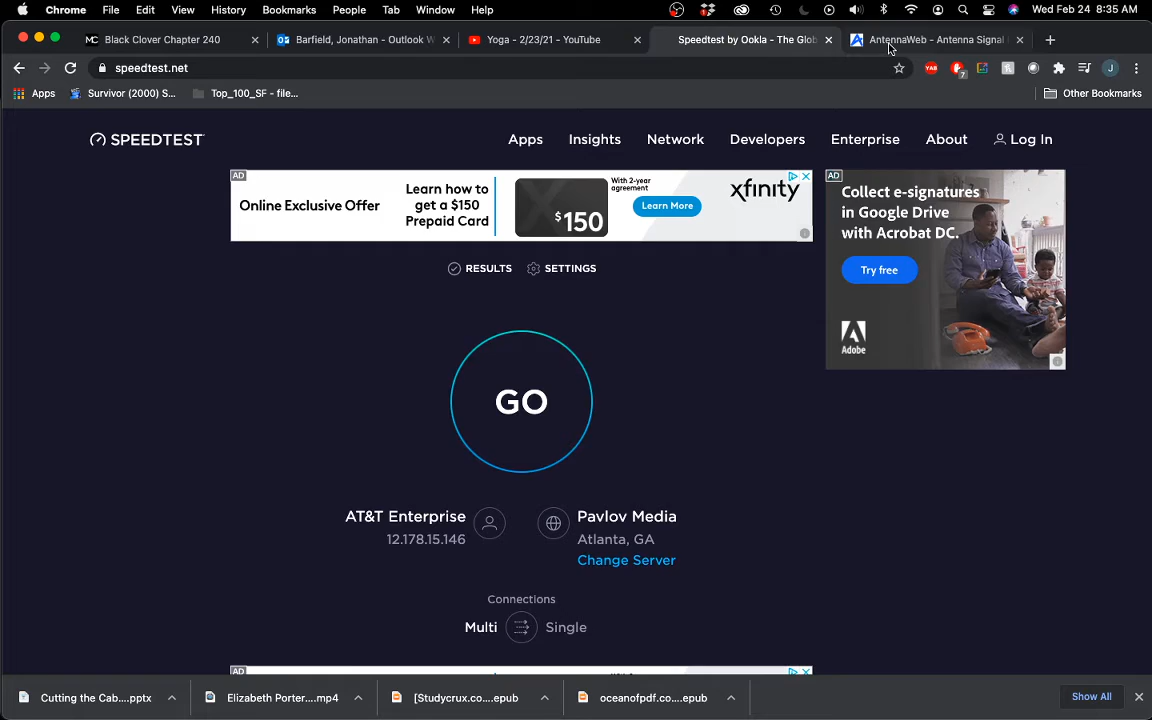 Chrome File Edit View History Bookmarks People Tab Window Help Wed Feb 24 8:35 AM
Black Clover Chapter 240 Barfield, Jonathan - Outlook W Yoga - 2/23/21 - YouTube Speedtest by Ookla - The Glob AntennaWeb - Antenna Signal
speedtest.net YAB 7 J
Apps Survivor (2000) S... Top_100_SF - file... Other Bookmarks
SPEEDTEST Apps Insights Network Developers Enterprise About Log In
AD
Online Exclusive Offer
Learn how to
get a $150
Prepaid Card
$150
With 2-year
agreement
Learn More
xfinity
AD
Collect e-signatures
in Google Drive
with Acrobat DC.
Try free
Adobe
RESULTS SETTINGS
GO
AT&T Enterprise
12.178.15.146
Pavlov Media
Atlanta, GA
Change Server
Connections
Multi Single
AD
Cutting the Cab....pptx Elizabeth Porter....mp4 [Studycrux.co....epub oceanofpdf.co....epub Show All